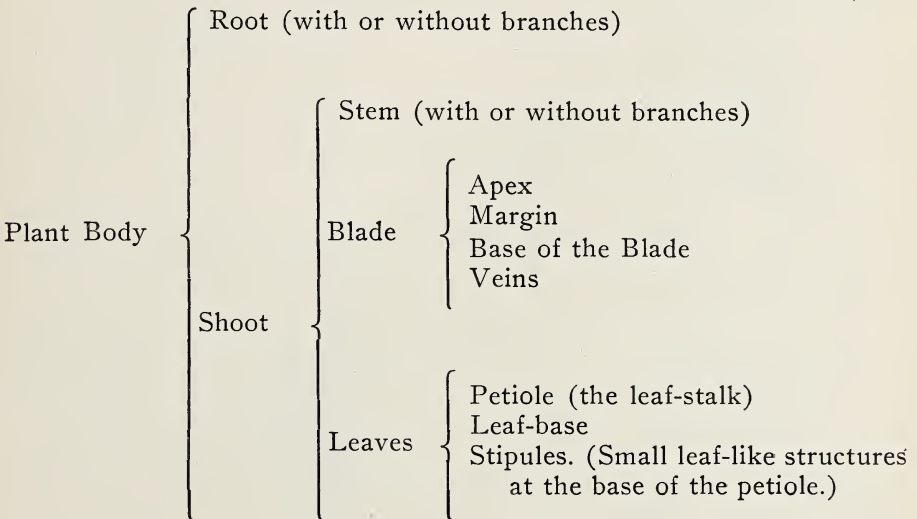 Root (with or without branches)
Stem (with or without branches)
Apex
Margin
Plant Body
Blade
Base of the Blade
Veins
Shoot
Petiole (the leaf-stalk)
Leaf-base
Leaves
Stipules. (Small leaf-like structures
at the base of the petiole.)